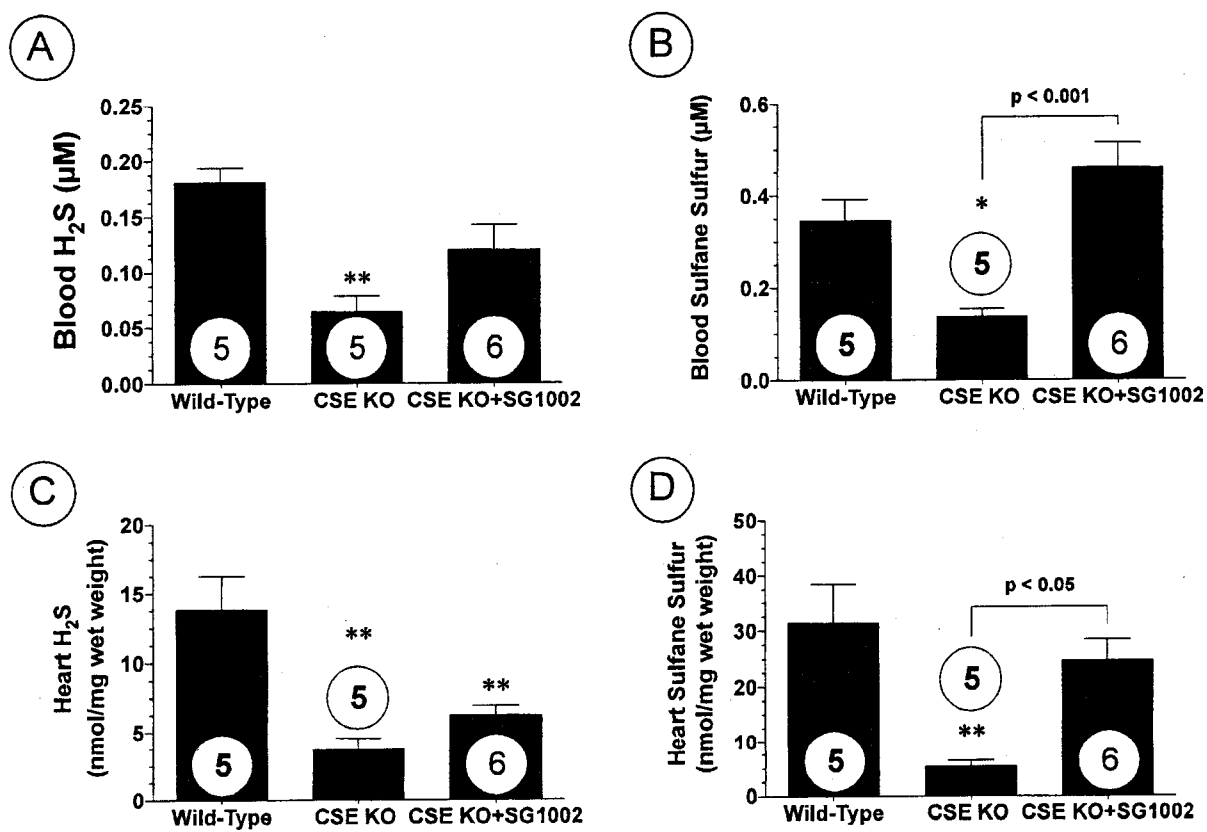 A
Blood H₂S (µM)
0.25
0.20
0.15
0.10
0.05
0.00
**
5
5
6
Wild-Type
CSE KO
CSE KO+SG1002
B
Blood Sulfane Sulfur (µM)
0.6
0.4
0.2
0.0
p < 0.001
*
5
5
6
Wild-Type
CSE KO
CSE KO+SG1002
C
Heart H₂S
(nmol/mg wet weight)
20
15
10
5
0
**
5
**
5
6
Wild-Type
CSE KO
CSE KO+SG1002
D
Heart Sulfane Sulfur
(nmol/mg wet weight)
50
40
30
20
10
0
p < 0.05
5
**
5
6
Wild-Type
CSE KO
CSE KO+SG1002